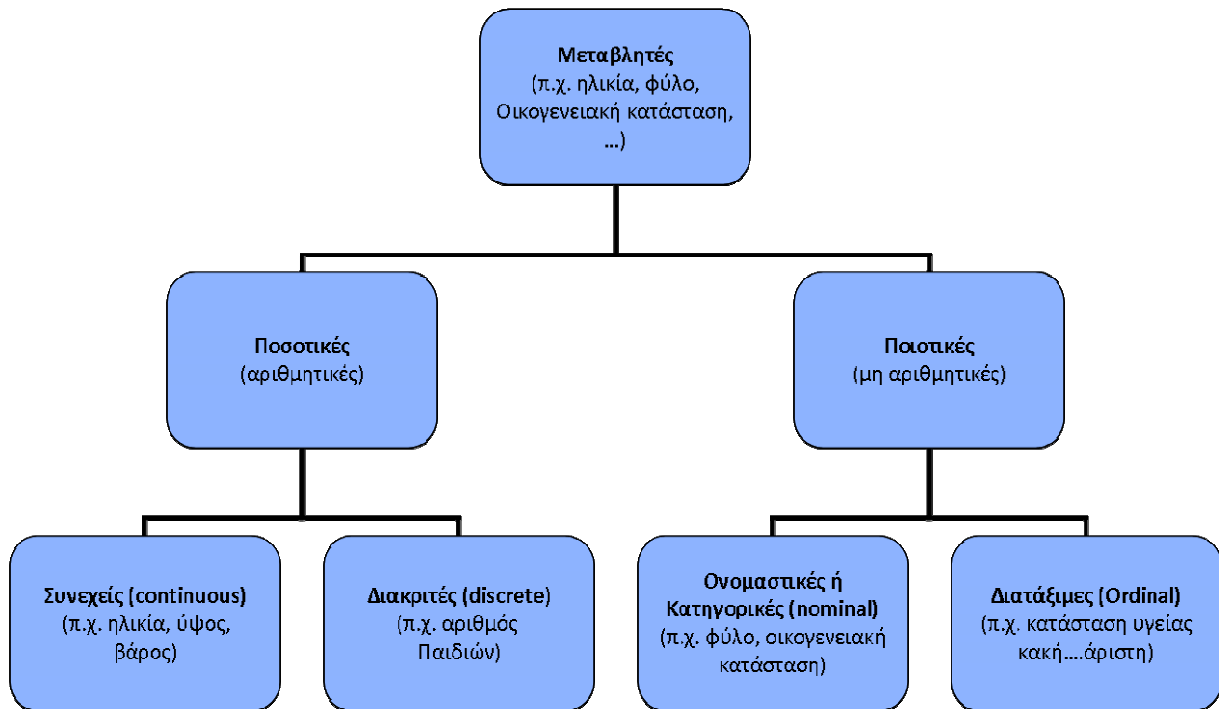 Μεταβλητές
(π.χ. ηλικία, φύλο,
Οικογενειακή κατάσταση,
...)
Ποσοτικές
(αριθμητικές)
Ποιοτικές
(μη αριθμητικές)
Συνεχείς (continuous)
(π.χ. ηλικία, ύψος,
βάρος)
Διακριτές (discrete)
(π.χ. αριθμός
Παιδιών)
Ονομαστικές ή
Κατηγορικές (nominal)
(π.χ. φύλο, οικογενειακή
κατάσταση)
Διατάξιμες (Ordinal)
(π.χ. κατάσταση υγείας
κακή....άριστη)